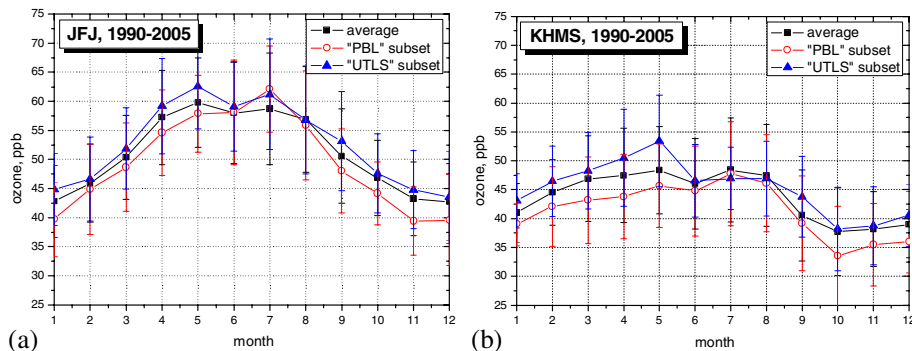 JFJ, 1990-2005
average
"PBL" subset
"UTLS" subset
ozone, ppb
75
70
65
60
55
50
45
40
35
30
25
1 2 3 4 5 6 7 8 9 10 11 12
month
(a)
KHMS, 1990-2005
average
"PBL" subset
"UTLS" subset
ozone, ppb
75
70
65
60
55
50
45
40
35
30
25
1 2 3 4 5 6 7 8 9 10 11 12
month
(b)